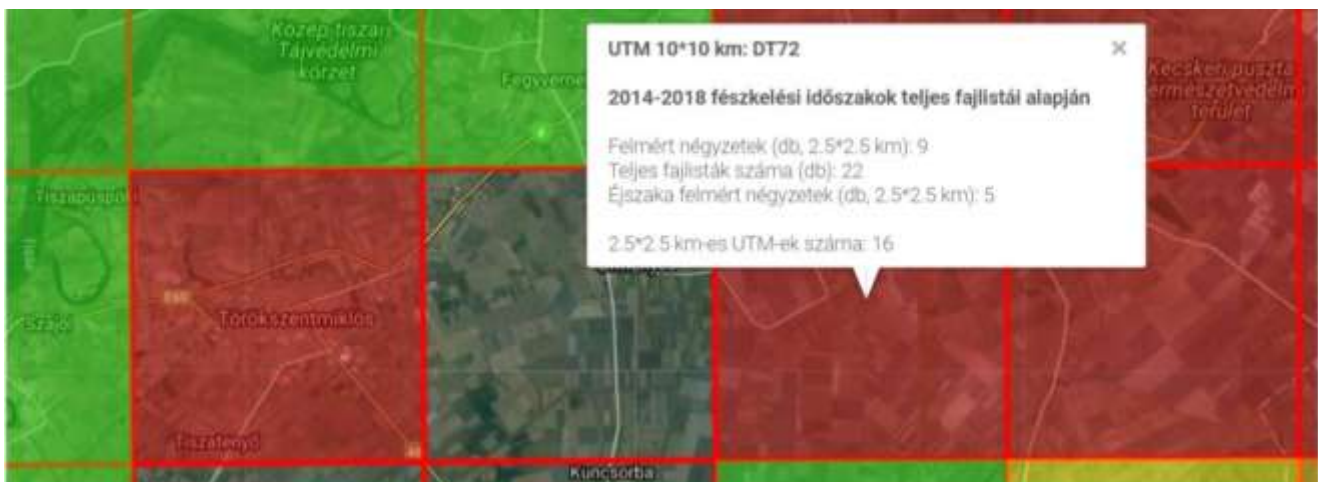 Közép-tiszai
Tájvédelmi
körzet
Fegyverne
UTM 10*10 km: DT72
×
2014-2018 fészkelési időszakok teljes fajlistái alapján
Felmért négyzetek (db, 2.5*2.5 km): 9
Teljes fajlisták száma (db): 22
Éjszaka felmért négyzetek (db, 2.5*2.5 km): 5
2.5*2.5 km-es UTM-ek száma: 16
Kecskeri puszta
természetvédelmi
terület
Tiszapüspöki
Szajol
Törökszentmiklós
Tiszatenyő
Kuncsorba